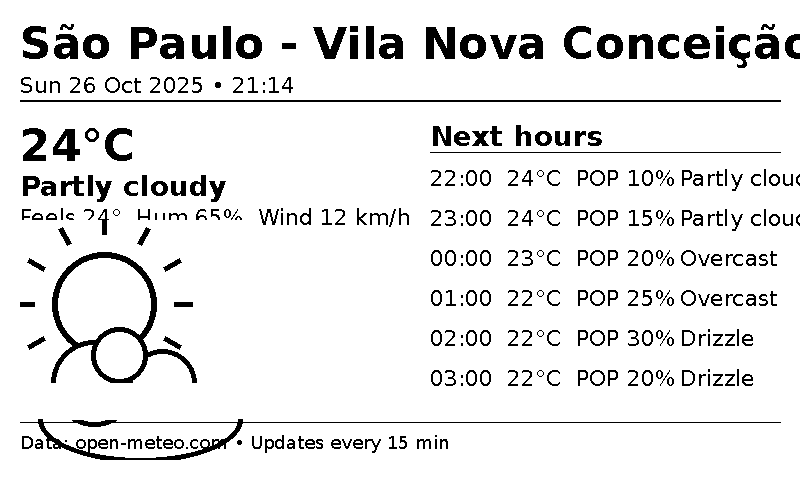 São Paulo - Vila Nova Conceição
Sun 26 Oct 2025 • 21:14
24°C
Partly cloudy
Feels 24° Hum 65% Wind 12 km/h
Next hours
22:00 24°C POP 10% Partly clou
23:00 24°C POP 15% Partly clou
00:00 23°C POP 20% Overcast
01:00 22°C POP 25% Overcast
02:00 22°C POP 30% Drizzle
03:00 22°C POP 20% Drizzle
Data: open-meteo.com • Updates every 15 min